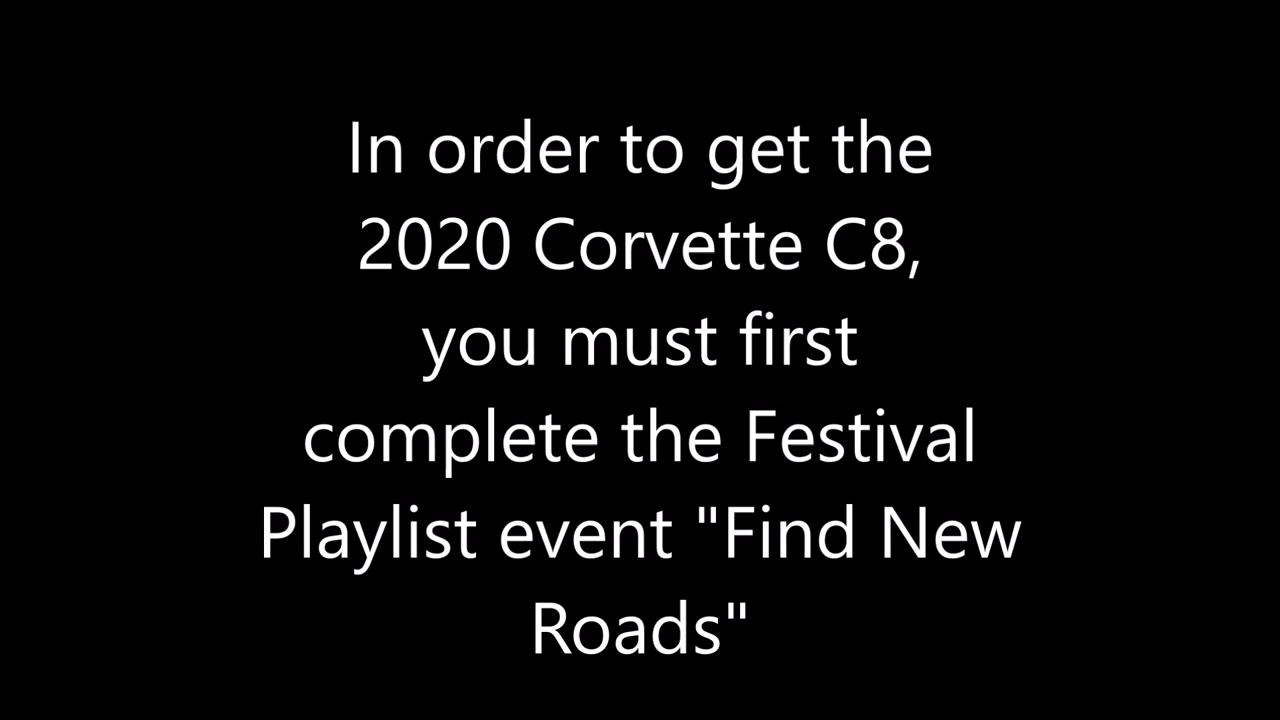 In order to get the
2020 Corvette C8,
you must first
complete the Festival
Playlist event "Find New
Roads"